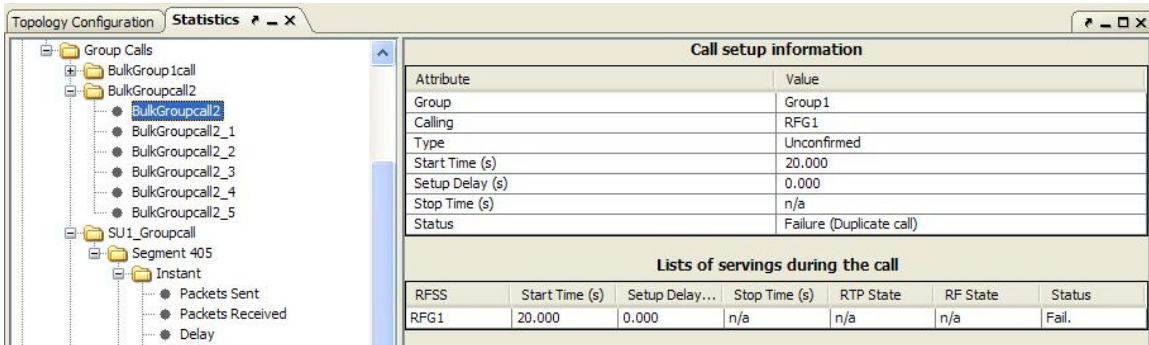 Topology Configuration Statistics
Group Calls
BulkGroup1call
BulkGroupcall2
BulkGroupcall2
BulkGroupcall2_1
BulkGroupcall2_2
BulkGroupcall2_3
BulkGroupcall2_4
BulkGroupcall2_5
SU1_Groupcall
Segment 405
Instant
Packets Sent
Packets Received
Delay
Call setup information
Attribute Value
Group Group1
Calling RFG1
Type Unconfirmed
Start Time (s) 20.000
Setup Delay (s) 0.000
Stop Time (s) n/a
Status Failure (Duplicate call)
Lists of servings during the call
RFSS Start Time (s) Setup Delay... Stop Time (s) RTP State RF State Status
RFG1 20.000 0.000 n/a n/a n/a Fail.